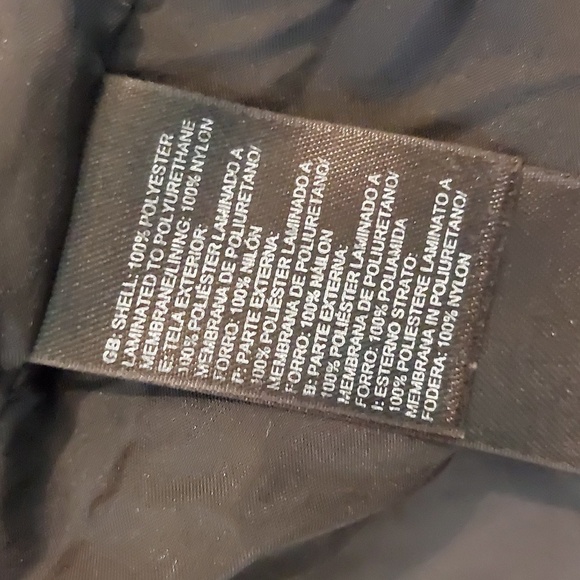 GB: SHELL: 100% POLYESTER
LAMINATED TO POLYURETHANE
MEMBRANE/LINING: 100% NYLON
E: TELA EXTERIOR:
100% POLIÉSTER LAMINADO A
MEMBRANA DE POLIURETANO/
FORRO: 100% NILÓN
P: PARTE EXTERNA:
100% POLIÉSTER LAMINADO A
MEMBRANA DE POLIURETANO/
FORRO: 100% NÁILON
B: PARTE EXTERNA:
100% POLIÉSTER LAMINADO A
MEMBRANA DE POLIURETANO/
FORRO: 100% POLIAMIDA
I: ESTERNO STRATO:
100% POLIESTERE LAMINATO A
MEMBRANA IN POLIURETANO/
FODERA: 100% NYLON